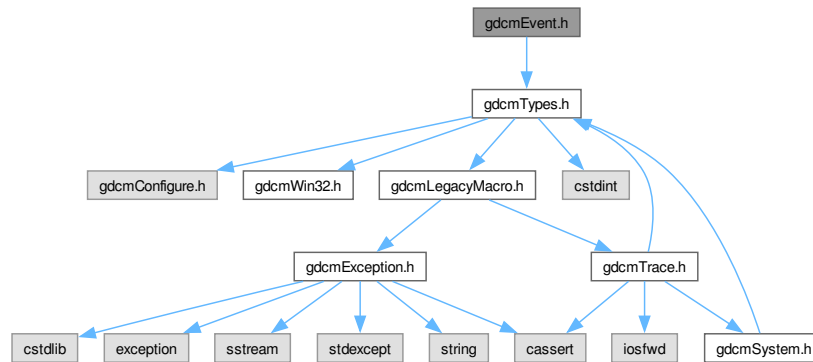 gdcmEvent.h
gdcmTypes.h
gdcmConfigure.h
gdcmWin32.h
gdcmLegacyMacro.h
cstdint
gdcmException.h
gdcmTrace.h
cstdlib
exception
sstream
stdexcept
string
cassert
iosfwd
gdcmSystem.h